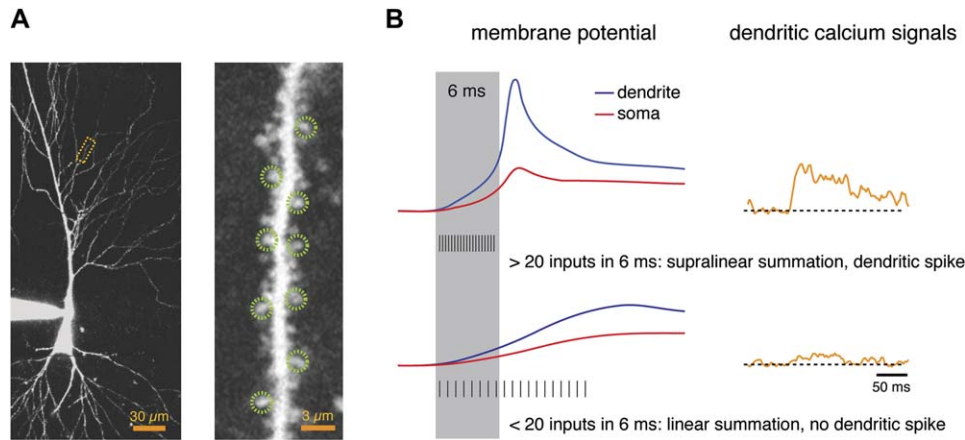 A
B
membrane potential
dendritic calcium signals
6 ms
dendrite
soma
> 20 inputs in 6 ms: supralinear summation, dendritic spike
30 µm
3 µm
50 ms
< 20 inputs in 6 ms: linear summation, no dendritic spike